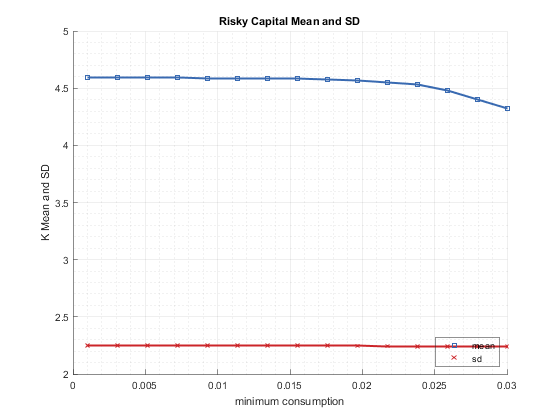 Risky Capital Mean and SD
5
4.5
4
3.5
3
2.5
2
K Mean and SD
mean
sd
0
0.005
0.01
0.015
0.02
0.025
0.03
minimum consumption